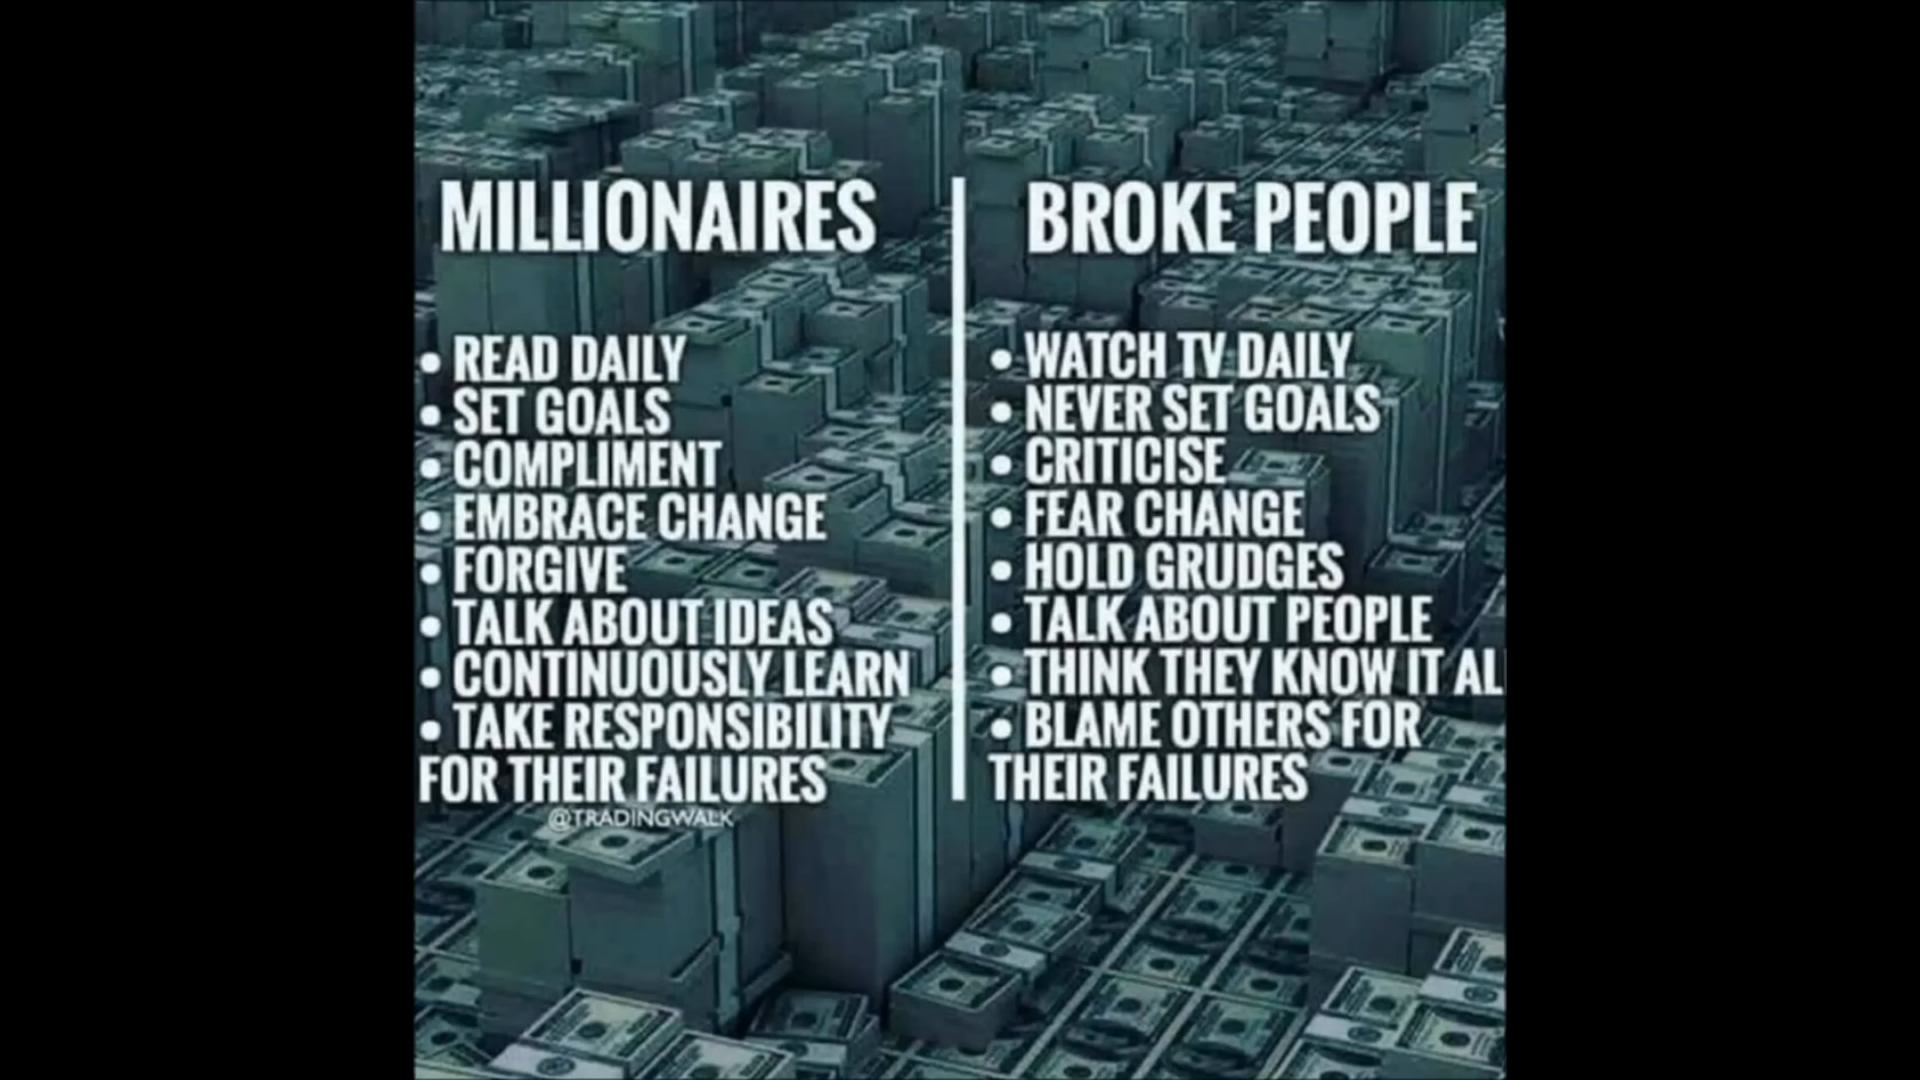 MILLIONAIRES
• READ DAILY
• SET GOALS
• COMPLIMENT
• EMBRACE CHANGE
• FORGIVE
• TALK ABOUT IDEAS
• CONTINUOUSLY LEARN
• TAKE RESPONSIBILITY
FOR THEIR FAILURES
@TRADINGWALK
BROKE PEOPLE
• WATCH TV DAILY
• NEVER SET GOALS
• CRITICISE
• FEAR CHANGE
• HOLD GRUDGES
• TALK ABOUT PEOPLE
• THINK THEY KNOW IT AL
• BLAME OTHERS FOR
THEIR FAILURES